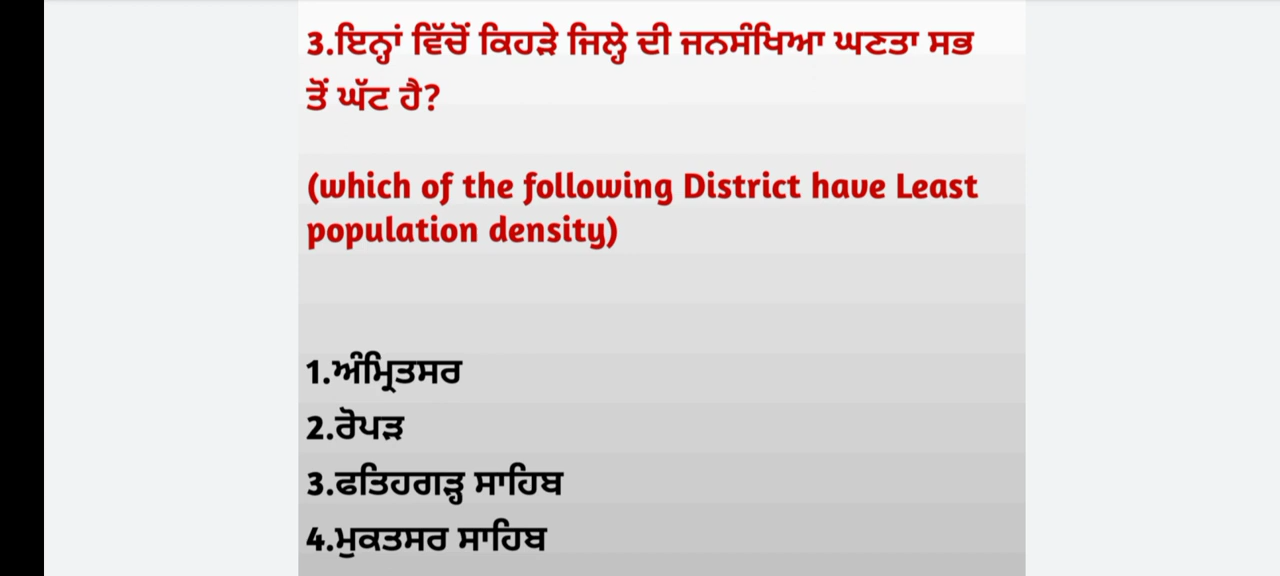 3.ਇਨ੍ਹਾਂ ਵਿੱਚੋਂ ਕਿਹੜੇ ਜਿਲ੍ਹੇ ਦੀ ਜਨਸੰਖਿਆ ਘਣਤਾ ਸਭ
ਤੋਂ ਘੱਟ ਹੈ?
(which of the following District have Least
population density)
1.ਅੰਮ੍ਰਿਤਸਰ
2.ਰੋਪੜ
3.ਫਤਿਹਗੜ੍ਹ ਸਾਹਿਬ
4.ਮੁਕਤਸਰ ਸਾਹਿਬ